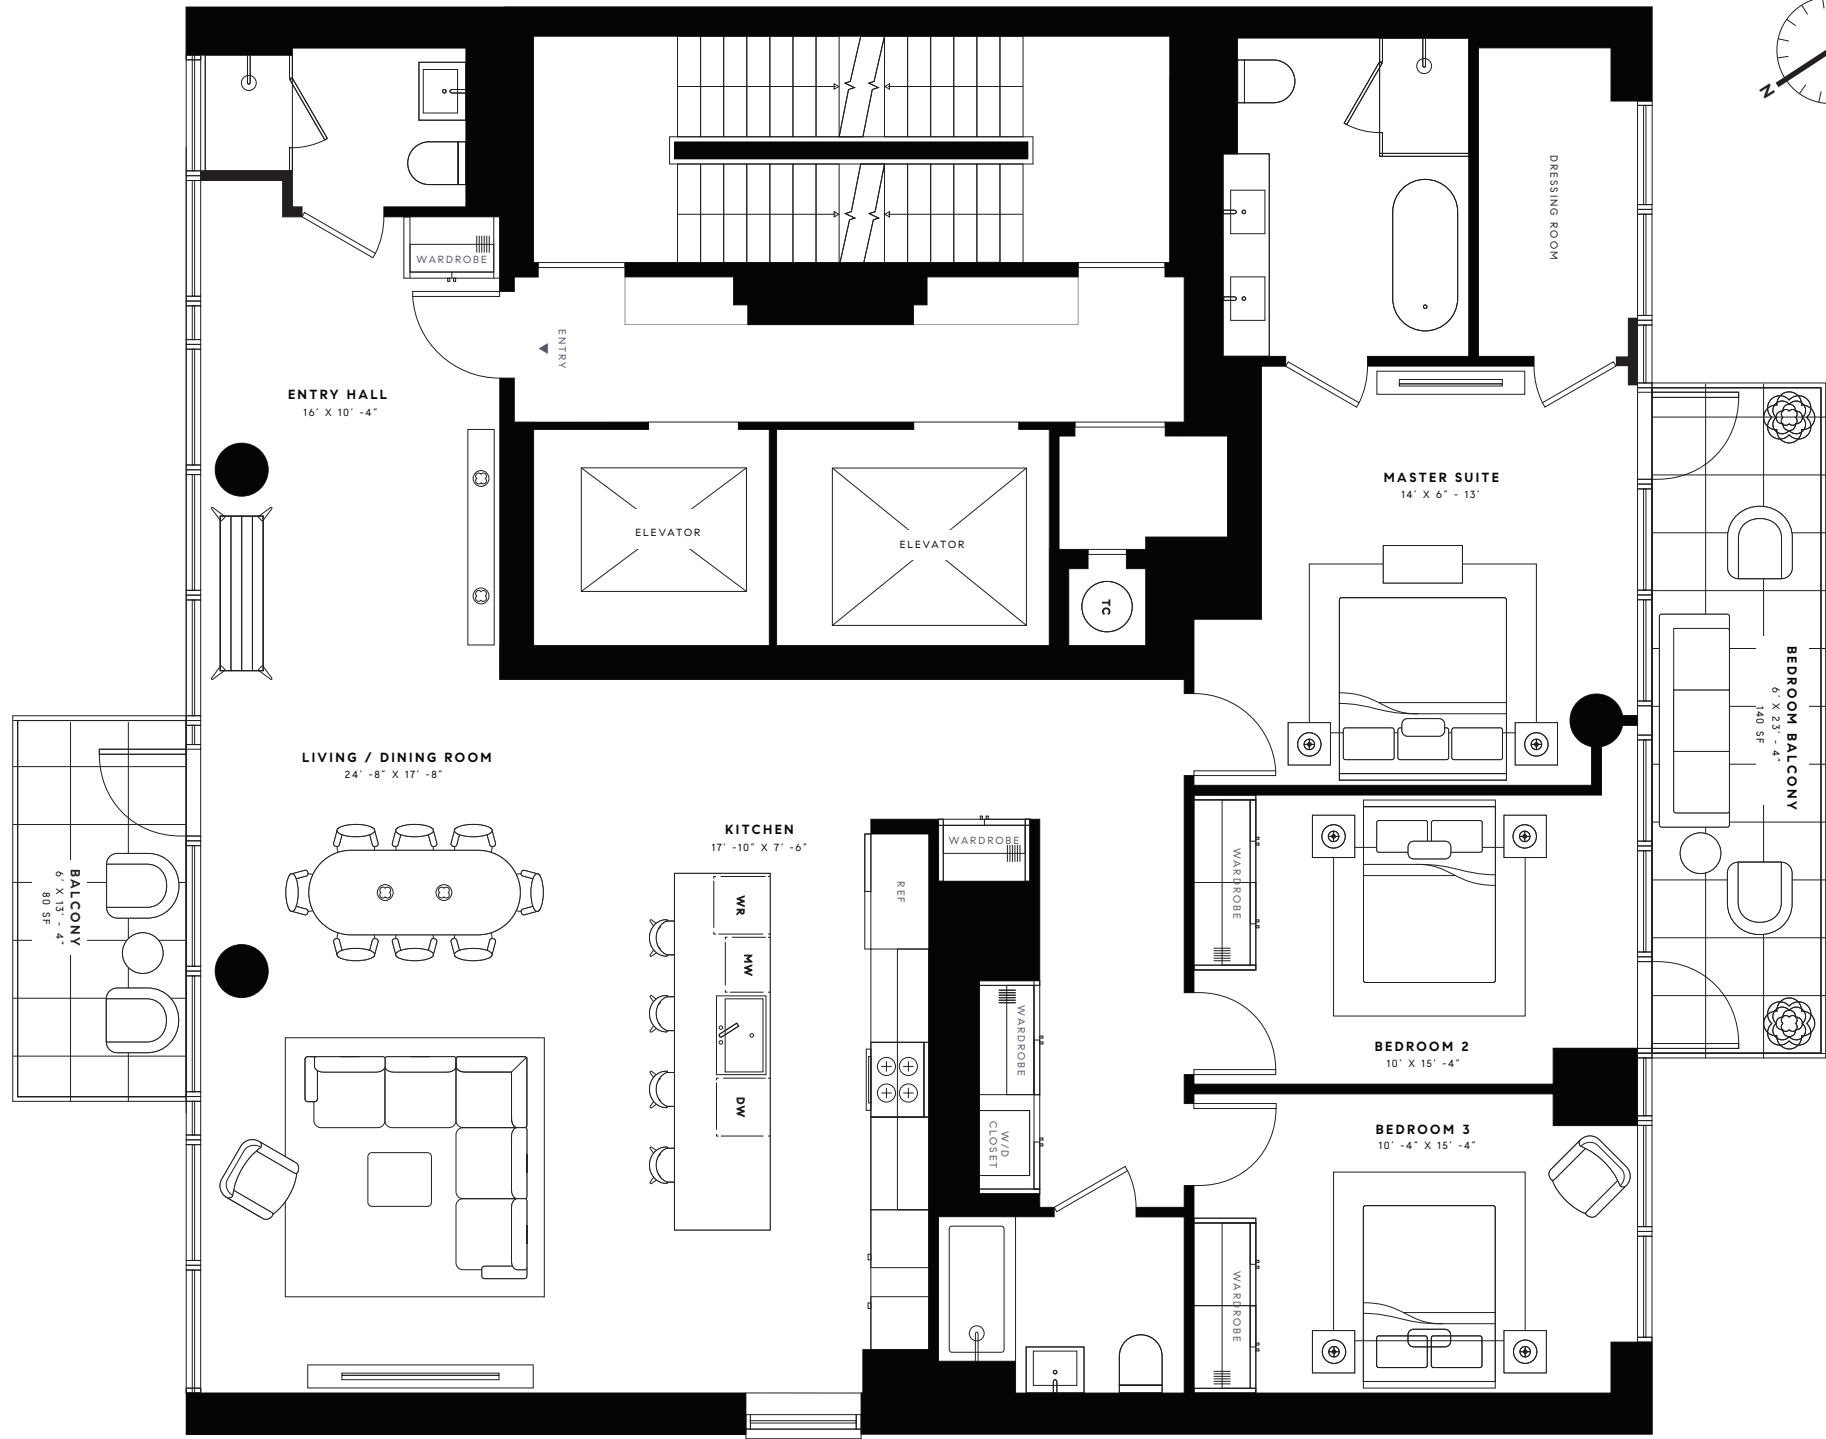 N
DRESSING ROOM
WARDROBE
ENTRY
ENTRY HALL
16′ X 10′ -4″
MASTER SUITE
14′ 6″ - 13′
ELEVATOR
ELEVATOR
TC
BEDROOM BALCONY
6′ X 23′ - 4″
140 SF
LIVING / DINING ROOM
24′ -8″ X 17′ -8″
KITCHEN
17′ -10″ X 7′ -6″
WARDROBE
WARDROBE
REF
WR
BALCONY
6′ X 13′ - 4″
80 SF
MW
WARDROBE
BEDROOM 2
10′ X 15′ -4″
DW
W/D
CLOSET
BEDROOM 3
10′ -4″ X 15′ -4″
WARDROBE